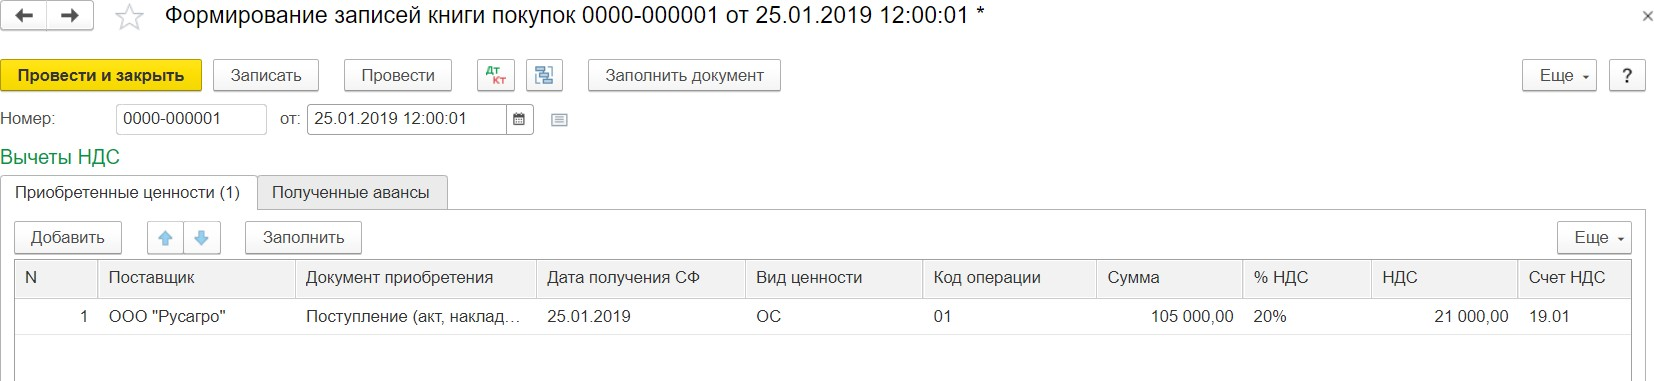 Формирование записей книги покупок 0000-000001 от 25.01.2019 12:00:01 *
Провести и закрыть Записать Провести Дт Кт Заполнить документ Еще ?
Номер: 0000-000001 от: 25.01.2019 12:00:01
Вычеты НДС
Приобретенные ценности (1) Полученные авансы
Добавить Заполнить Еще
N Поставщик Документ приобретения Дата получения СФ Вид ценности Код операции Сумма % НДС НДС Счет НДС
1 ООО "Русагро" Поступление (акт, наклад... 25.01.2019 ОС 01 105 000,00 20% 21 000,00 19.01